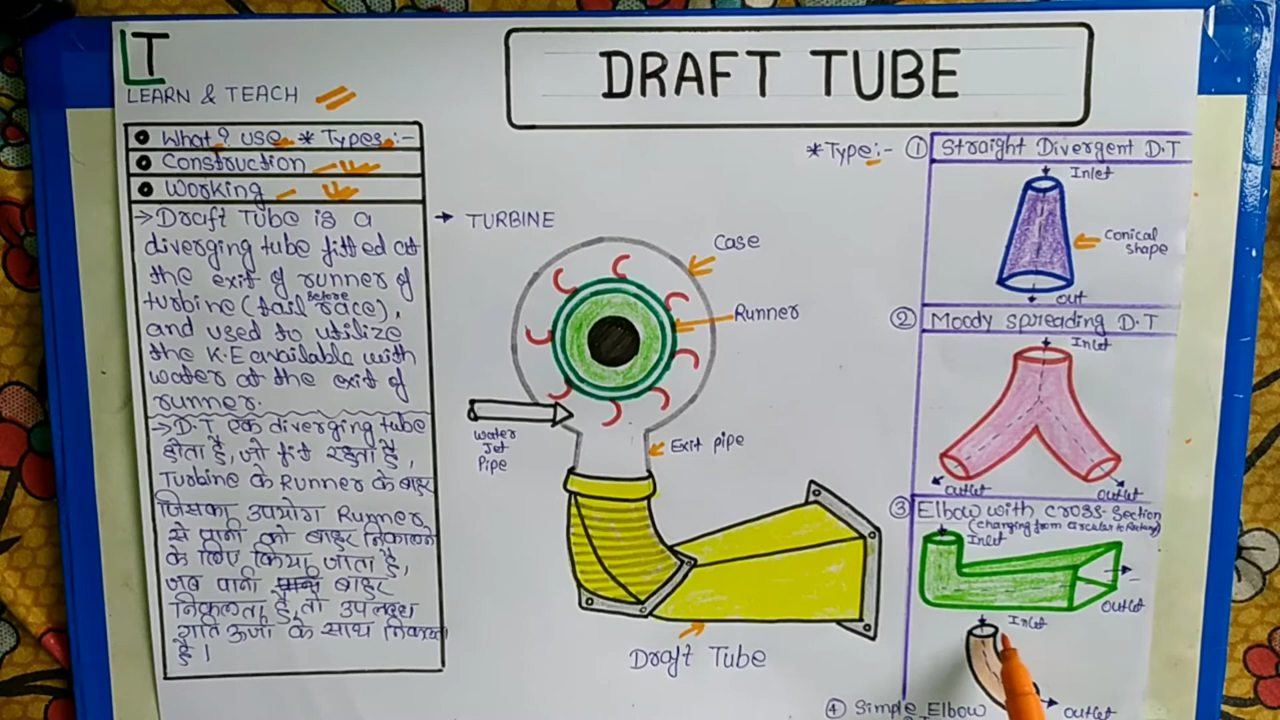 LT
LEARN & TEACH
DRAFT TUBE
What? use * Types :-
Construction
Working
→Draft Tube is a
diverging tube fitted at
the exit of runner of
turbine (tail before race),
and used to utilize
the K.E available with
water at the exit of
runner.
→D.T एक diverging tube
होता है, जो fit रहता है,
Turbine के Runner के बाहर
जिसका उपयोग Runner
से पानी को बाहर निकालने
के लिए किया जाता है,
जब पानी बाहर
निकलता है, तो उपलब्ध
गति ऊर्जा के साथ निकलता
है।
→ TURBINE
Case
Runner
Water
Jet
Pipe
Exit pipe
Draft Tube
*Type:- ① Straight Divergent D.T
Inlet
Conical
shape
Out
② Moody spreading D.T
Inlet
Outlet
Outlet
③ Elbow with cross-Section
(changing from circular to Rectang)
Inlet
Outlet
Inlet
④ Simple Elbow
Outlet